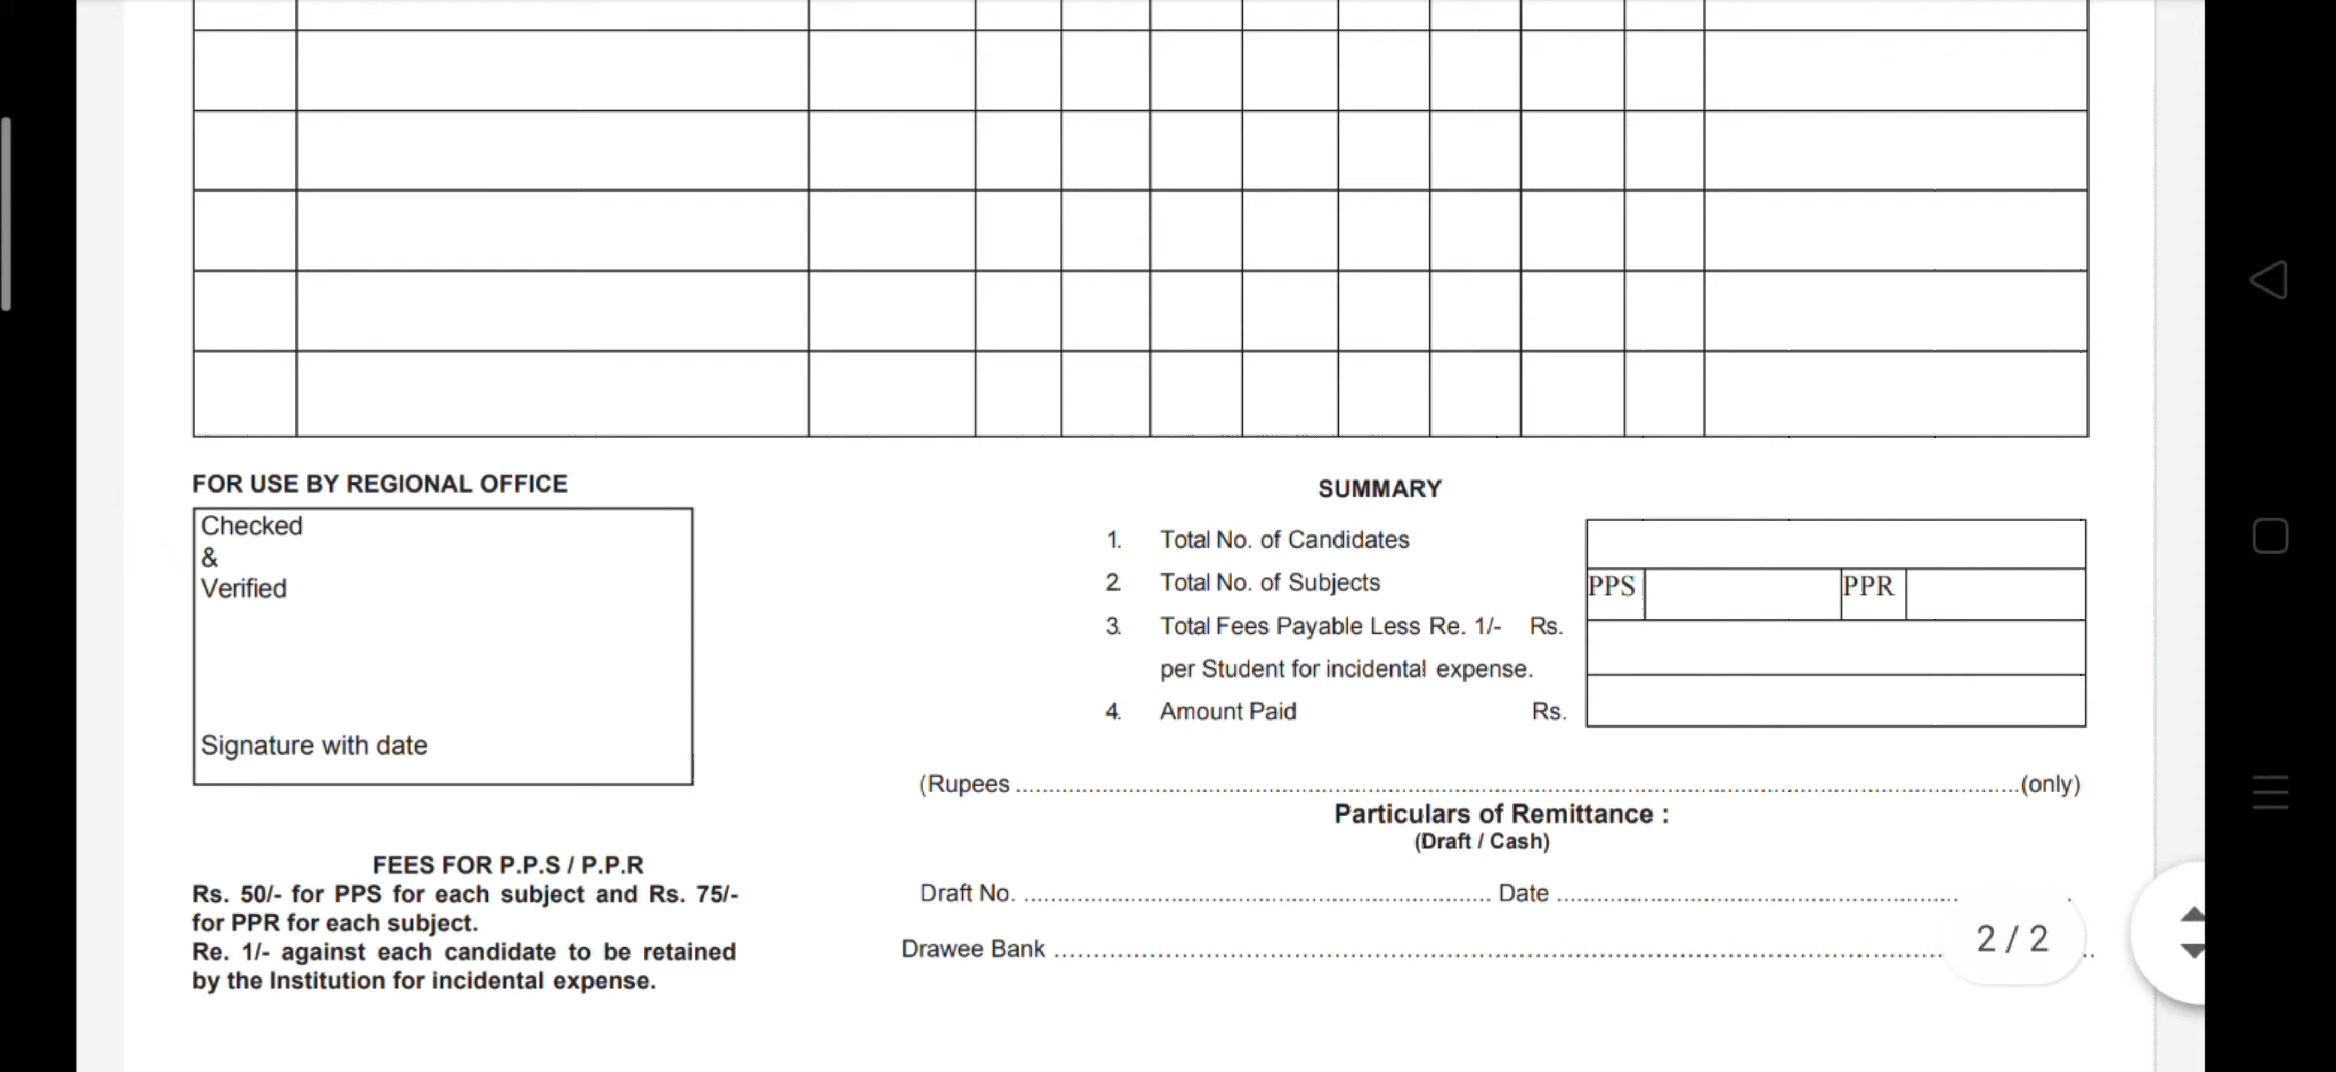 FOR USE BY REGIONAL OFFICE
Checked
&
Verified
Signature with date
SUMMARY
1. Total No. of Candidates
2. Total No. of Subjects PPS PPR
3. Total Fees Payable Less Re. 1/- Rs.
per Student for incidental expense.
4. Amount Paid Rs.
(Rupees ........................................ (only)
Particulars of Remittance :
(Draft / Cash)
Draft No. ........................................ Date ........................................
Drawee Bank ........................................
FEES FOR P.P.S / P.P.R
Rs. 50/- for PPS for each subject and Rs. 75/-
for PPR for each subject.
Re. 1/- against each candidate to be retained
by the Institution for incidental expense.
2 / 2